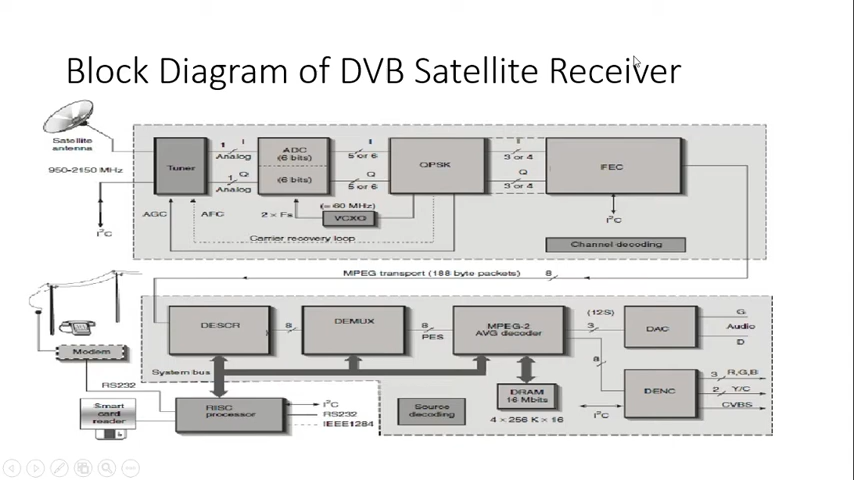 Block Diagram of DVB Satellite Receiver
Satellite
antenna
950-2150 MHz
I²C
Tuner
1 I
Analog
Q
1
Analog
ADC
(6 bits)
(6 bits)
I
5 or 6
Q
5 or 6
QPSK
I
3 or 4
Q
3 or 4
FEC
I²C
AGC
AFC
2 × Fs
(= 60 MHz)
VCXO
Carrier recovery loop
Channel decoding
MPEG transport (188 byte packets) 8
DESCR
8
DEMUX
8
PES
MPEG-2
AVG decoder
(12S)
3
DAC
G
Audio
D
8
DENC
3 R,G,B
2 Y/C
CVBS
I²C
Modem
System bus
RS232
Smart
card
reader
RISC
processor
I²C
RS232
IEEE1284
Source
decoding
DRAM
16 Mbits
4 × 256 K × 16